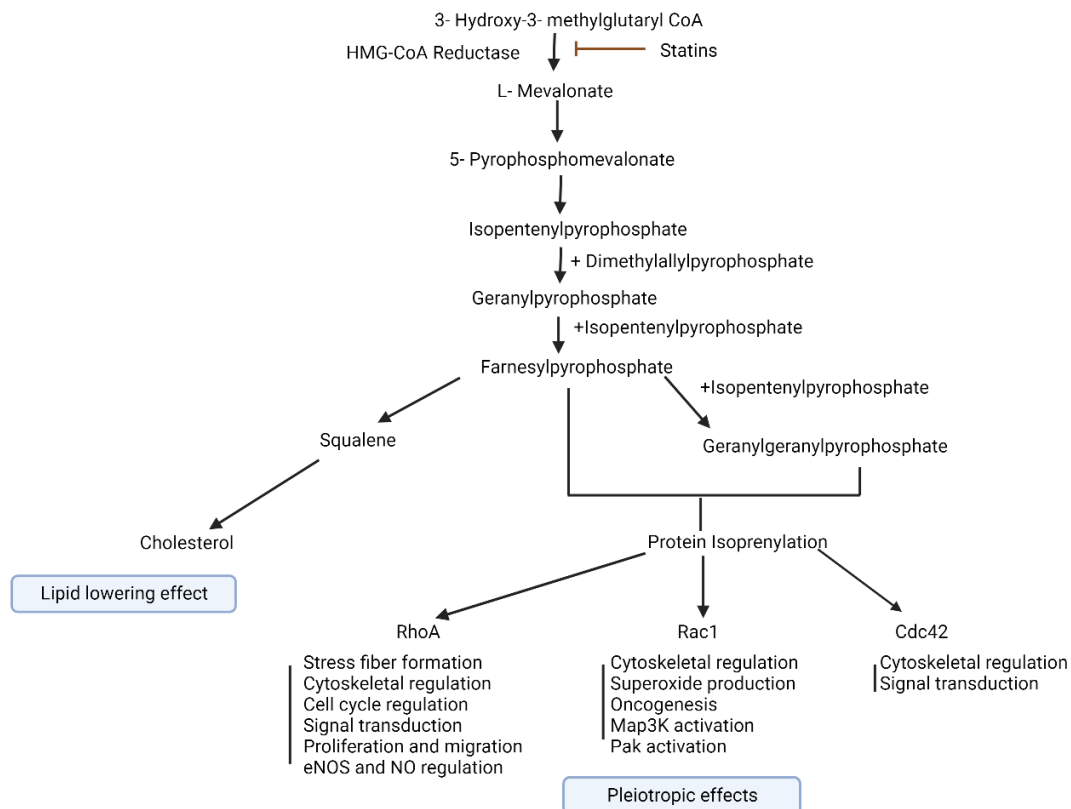 3- Hydroxy-3- methylglutaryl CoA
HMG-CoA Reductase
Statins
L- Mevalonate
5- Pyrophosphomevalonate
Isopentenylpyrophosphate
+ Dimethylallylpyrophosphate
Geranylpyrophosphate
+Isopentenylpyrophosphate
Farnesylpyrophosphate
+Isopentenylpyrophosphate
Squalene
Geranylgeranylpyrophosphate
Cholesterol
Protein Isoprenylation
Lipid lowering effect
RhoA
Stress fiber formation
Cytoskeletal regulation
Cell cycle regulation
Signal transduction
Proliferation and migration
eNOS and NO regulation
Rac1
Cytoskeletal regulation
Superoxide production
Oncogenesis
Map3K activation
Pak activation
Cdc42
Cytoskeletal regulation
Signal transduction
Pleiotropic effects